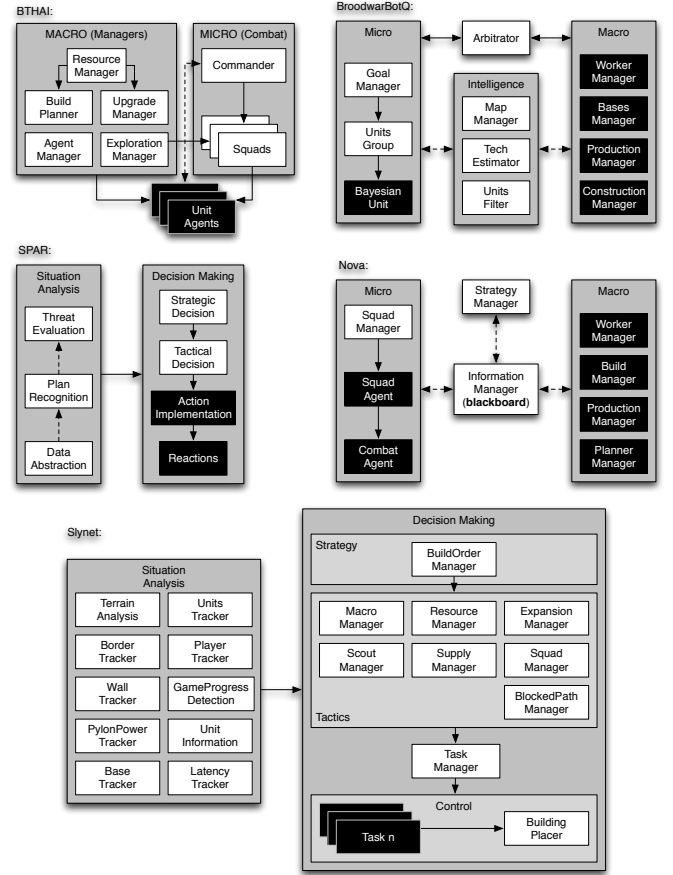 BTHAI:
MACRO (Managers)
Resource
Manager
Build
Planner
Upgrade
Manager
Agent
Manager
Exploration
Manager
MICRO (Combat)
Commander
Squads
Unit
Agents
BroodwarBotQ:
Micro
Goal
Manager
Units
Group
Bayesian
Unit
Arbitrator
Intelligence
Map
Manager
Tech
Estimator
Units
Filter
Macro
Worker
Manager
Bases
Manager
Production
Manager
Construction
Manager
SPAR:
Situation
Analysis
Threat
Evaluation
Plan
Recognition
Data
Abstraction
Decision Making
Strategic
Decision
Tactical
Decision
Action
Implementation
Reactions
Nova:
Micro
Squad
Manager
Squad
Agent
Combat
Agent
Strategy
Manager
Information
Manager
(blackboard)
Macro
Worker
Manager
Build
Manager
Production
Manager
Planner
Manager
Slynet:
Situation
Analysis
Terrain
Analysis
Units
Tracker
Border
Tracker
Player
Tracker
Wall
Tracker
GameProgress
Detection
PylonPower
Tracker
Unit
Information
Base
Tracker
Latency
Tracker
Decision Making
Strategy
BuildOrder
Manager
Macro
Manager
Resource
Manager
Expansion
Manager
Scout
Manager
Supply
Manager
Squad
Manager
BlockedPath
Manager
Tactics
Task
Manager
Control
Task n
Building
Placer